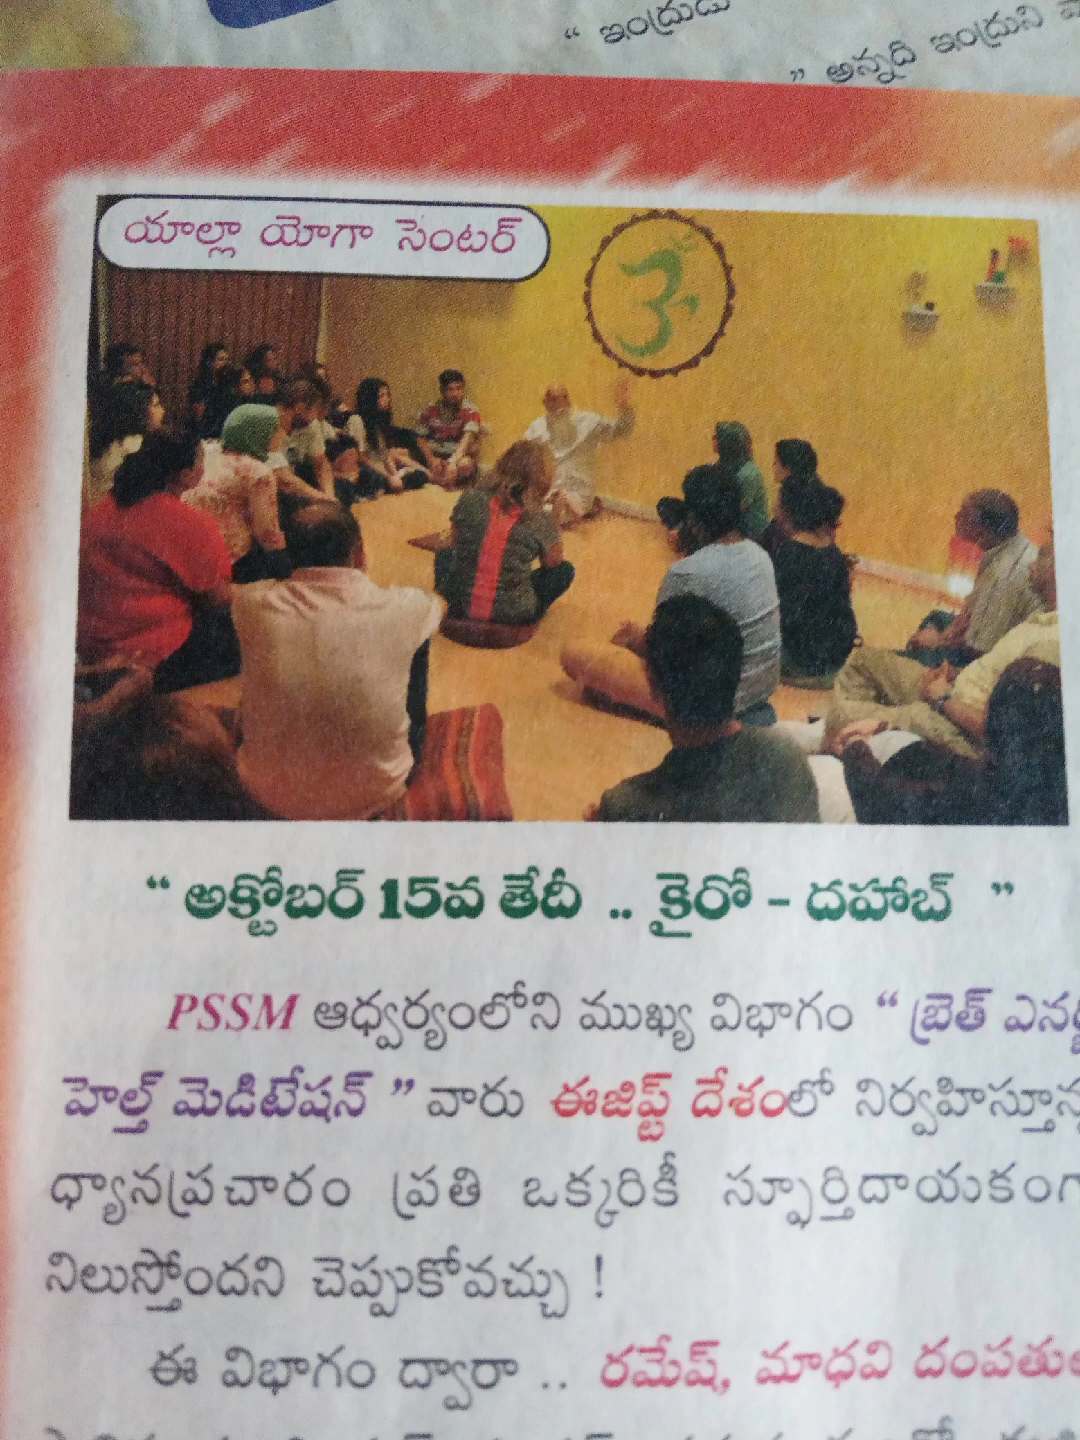 “ ఇంద్రుడు
” అన్నది ఇంద్రుని
యాల్లా యోగా సెంటర్
ॐ
“ అక్టోబర్ 15వ తేదీ .. కైరో - దహాబ్ ”
PSSM ఆధ్వర్యంలోని ముఖ్య విభాగం “ బ్రెత్
హెల్త్ మెడిటేషన్ ” వారు ఈజిప్ట్ దేశంలో
ధ్యానప్రచారం ప్రతి ఒక్కరికీ స్ఫూర్తిదాయకంగా
నిలుస్తోందని చెప్పుకోవచ్చు !
ఈ విభాగం ద్వారా .. రమేష్, మాధవి